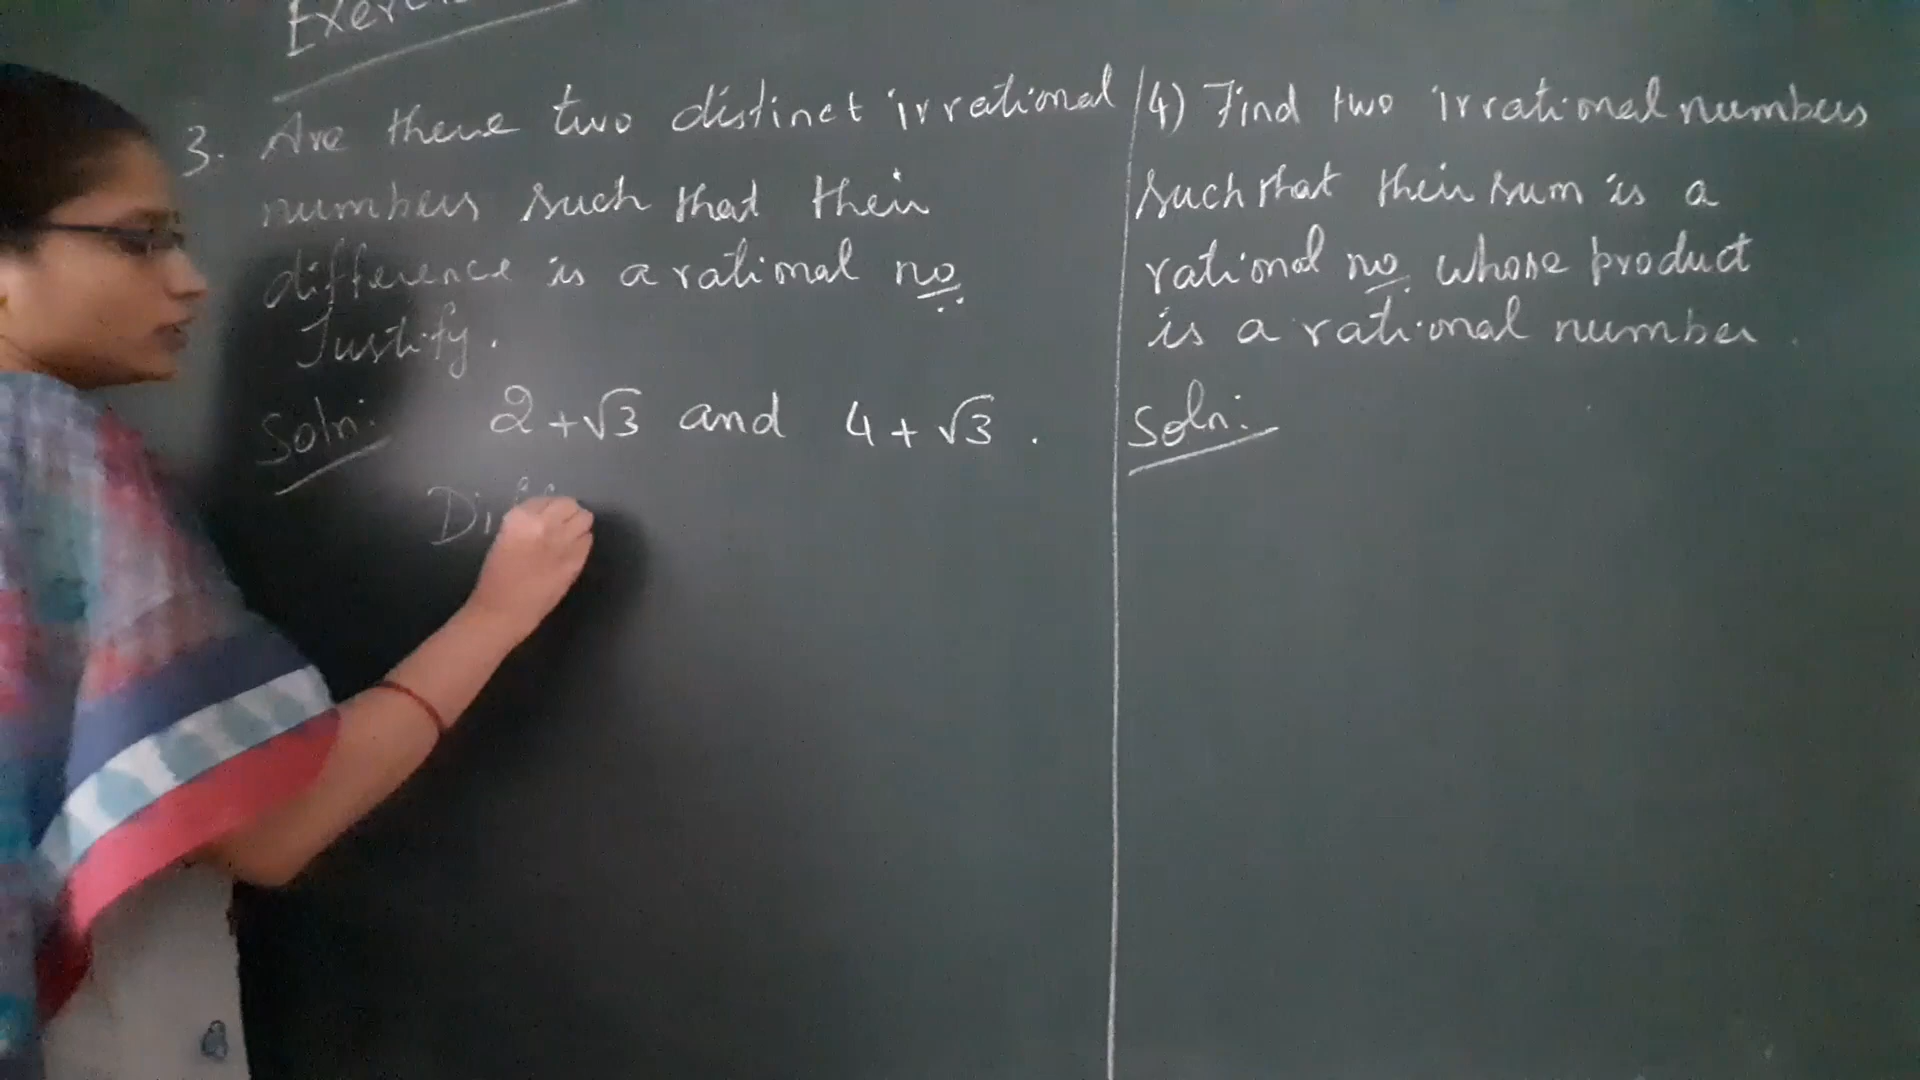 3. Are there two distinct irrational
numbers such that their
difference is a rational no.
Justify.
Soln:
2+√3 and 4+√3.
4) Find two irrational numbers
such that their sum is a
rational no. whose product
is a rational number.
Soln: